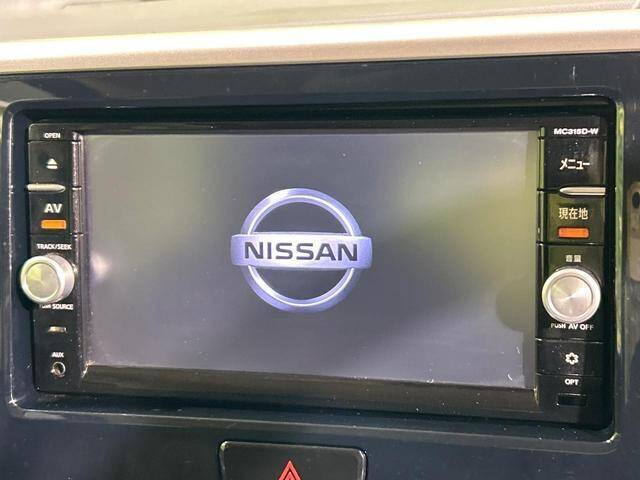 OPEN
MC315D-W
メニュー
AV
現在地
TRACK/SEEK
音量
NISSAN
PUSH SOURCE
PUSH AV OFF
AUX
OPT